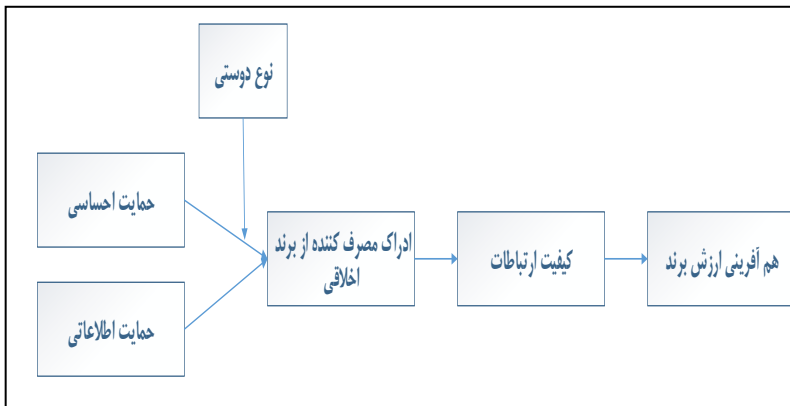 نوع دوستی
حمایت احساسی
ادراک مصرف کننده از برند
اخلاقی
کیفیت ارتباطات
هم آفرینی ارزش برند
حمایت اطلاعاتی